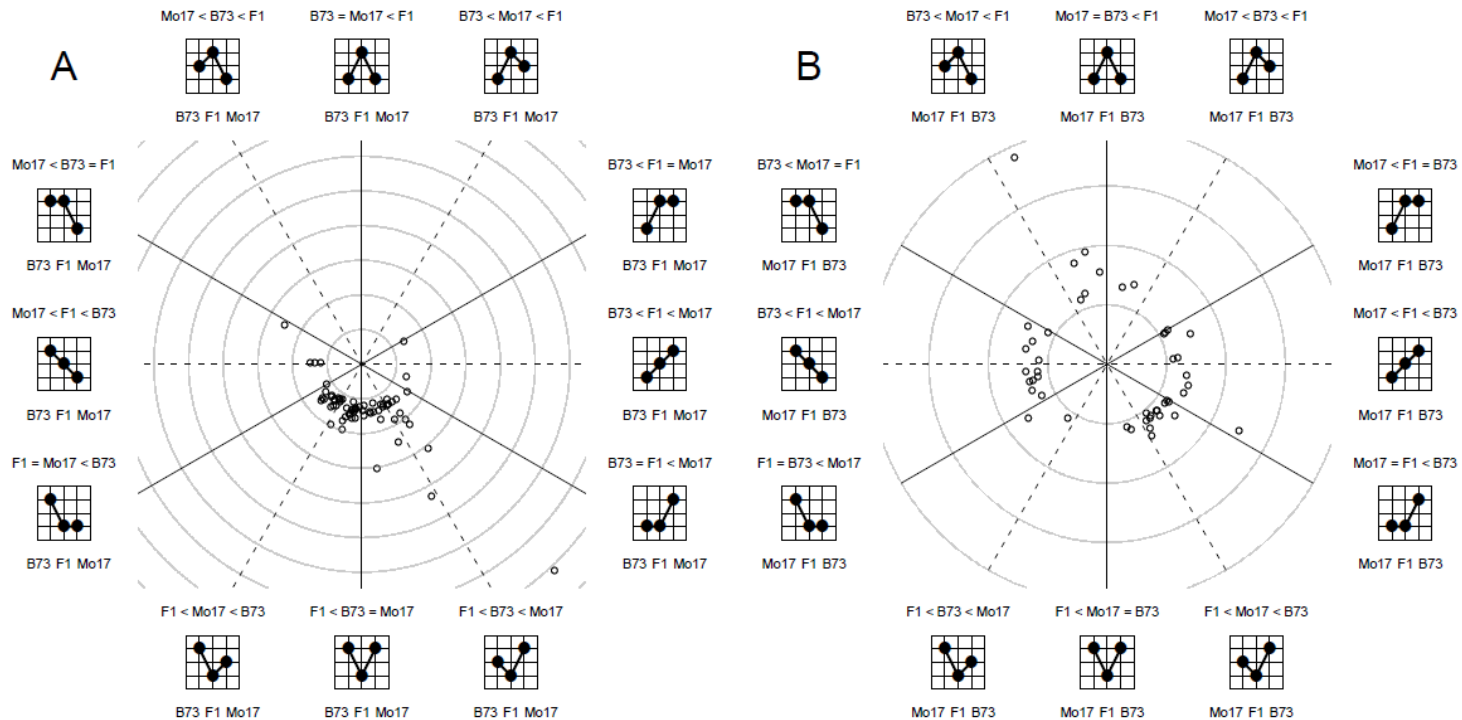 Mo17 < B73 < F1 B73 = Mo17 < F1 B73 < Mo17 < F1
B73 < Mo17 < F1 Mo17 = B73 < F1 Mo17 < B73 < F1
A
B
B73 F1 Mo17 B73 F1 Mo17 B73 F1 Mo17
Mo17 F1 B73 Mo17 F1 B73 Mo17 F1 B73
Mo17 < B73 = F1
B73 < F1 = Mo17
B73 < Mo17 = F1
Mo17 < F1 = B73
B73 F1 Mo17
B73 F1 Mo17
Mo17 F1 B73
Mo17 F1 B73
Mo17 < F1 < B73
B73 < F1 < Mo17
B73 < F1 < Mo17
Mo17 < F1 < B73
B73 F1 Mo17
B73 F1 Mo17
Mo17 F1 B73
Mo17 F1 B73
F1 = Mo17 < B73
B73 = F1 < Mo17
F1 = B73 < Mo17
Mo17 = F1 < B73
B73 F1 Mo17
B73 F1 Mo17
Mo17 F1 B73
Mo17 F1 B73
F1 < Mo17 < B73 F1 < B73 = Mo17 F1 < B73 < Mo17
F1 < B73 < Mo17 F1 < Mo17 = B73 F1 < Mo17 < B73
B73 F1 Mo17 B73 F1 Mo17 B73 F1 Mo17
Mo17 F1 B73 Mo17 F1 B73 Mo17 F1 B73